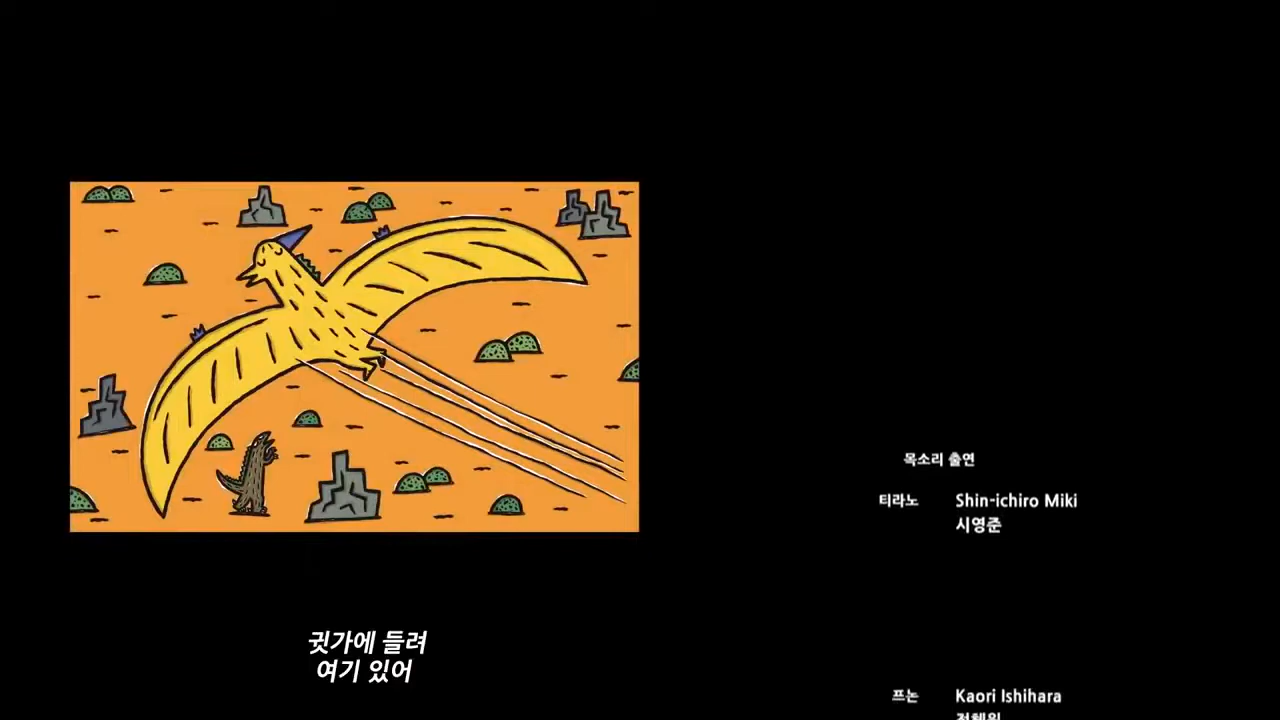 귓가에 들려
여기 있어
목소리 출연
티라노 Shin-ichiro Miki
시영준
프논 Kaori Ishihara